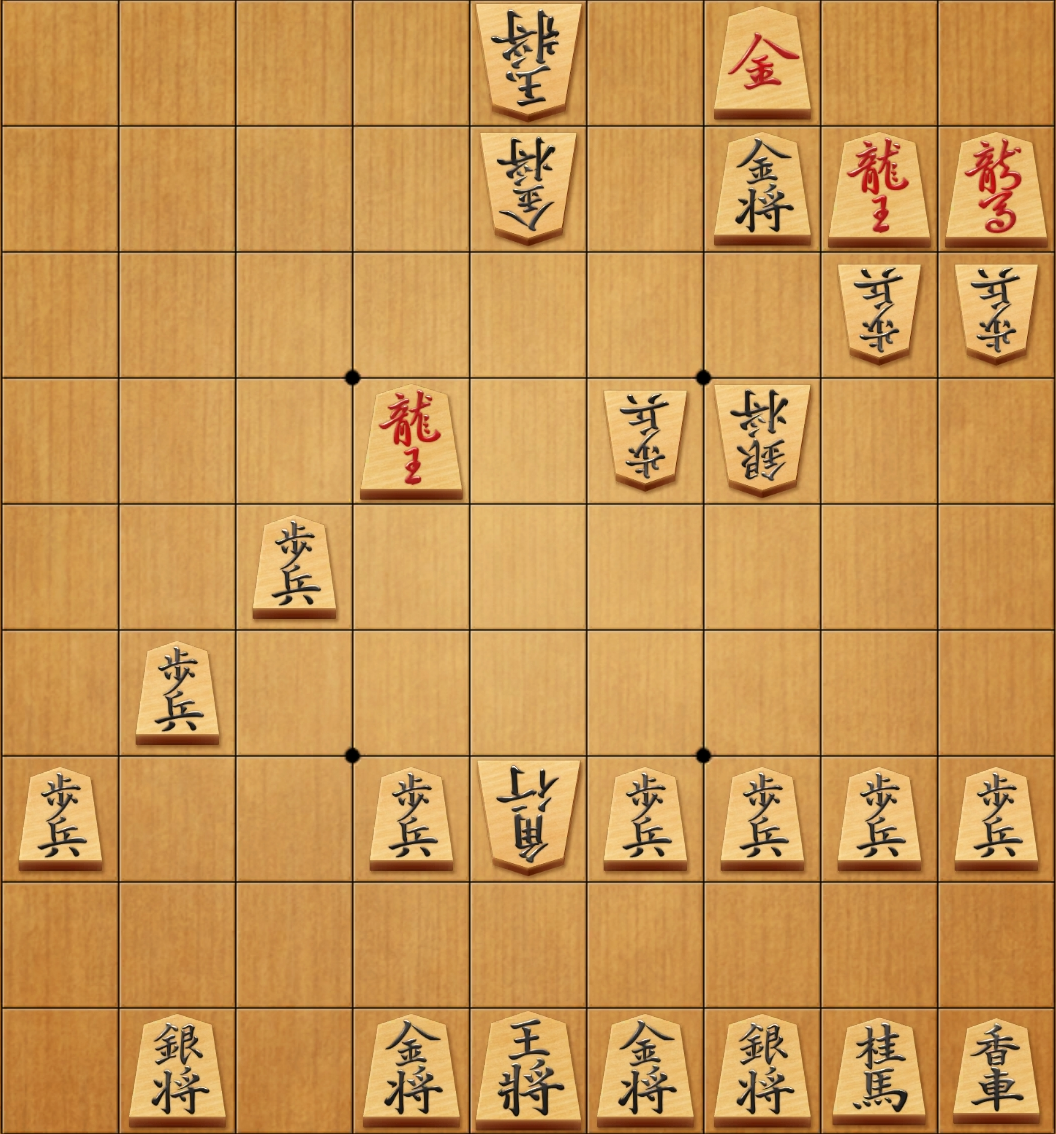 玉将 金
金将 金将 龍王 龍馬
歩兵 歩兵
龍王 歩兵 銀将
歩兵
歩兵
歩兵 歩兵 角行 歩兵 歩兵 歩兵 歩兵
銀将 金将 王将 金将 銀将 桂馬 香車